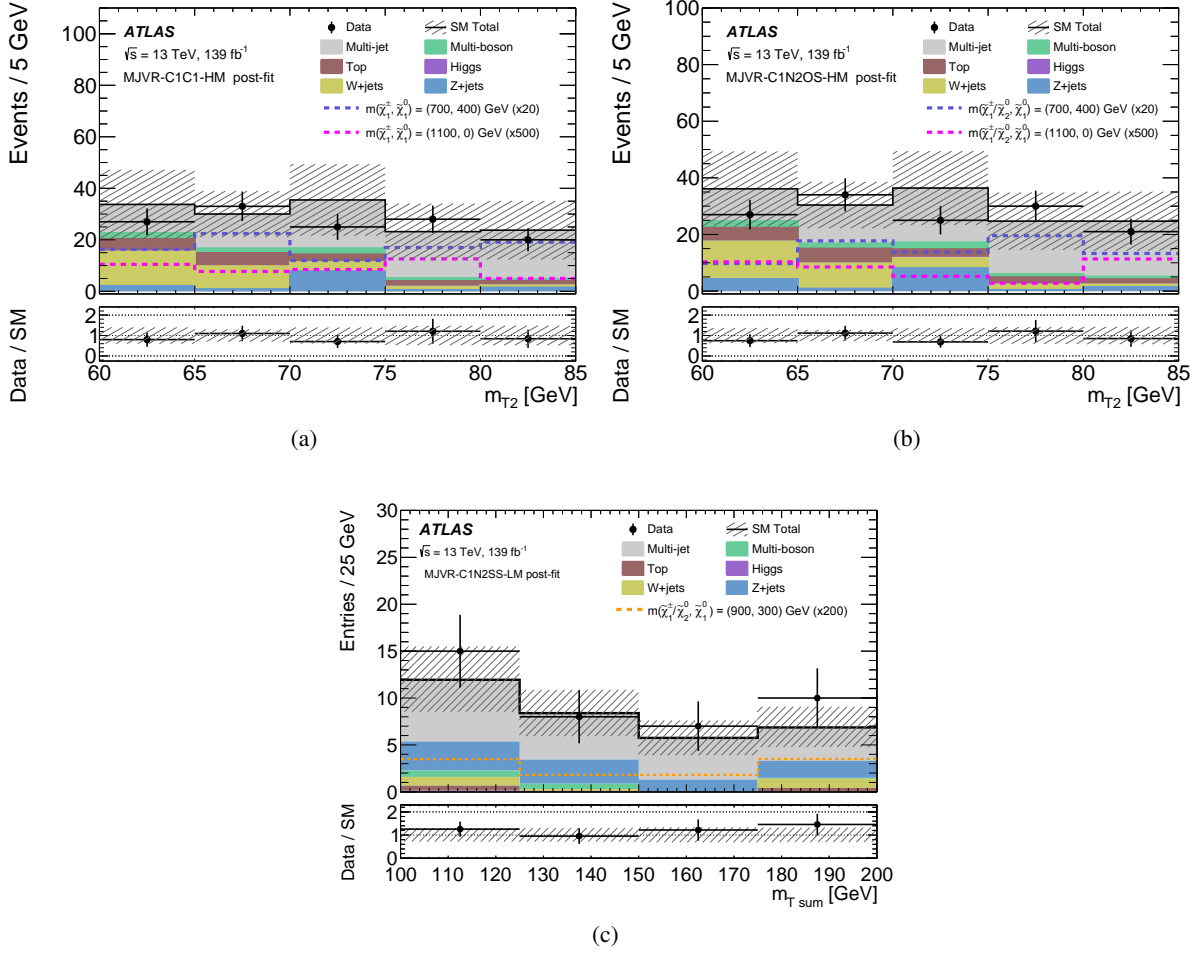 Events / 5 GeV
100
80
60
40
20
0
ATLAS
√s = 13 TeV, 139 fb⁻¹
MJVR-C1C1-HM post-fit
Data
SM Total
Multi-jet
Multi-boson
Top
Higgs
W+jets
Z+jets
m(χ̃₁±, χ̃₁⁰) = (700, 400) GeV (x20)
m(χ̃₁±, χ̃₁⁰) = (1100, 0) GeV (x500)
Data / SM
2
1
0
60 65 70 75 80 85
m_T2 [GeV]
(a)
Events / 5 GeV
100
80
60
40
20
0
ATLAS
√s = 13 TeV, 139 fb⁻¹
MJVR-C1N2OS-HM post-fit
Data
SM Total
Multi-jet
Multi-boson
Top
Higgs
W+jets
Z+jets
m(χ̃₁±/χ̃₂⁰, χ̃₁⁰) = (700, 400) GeV (x20)
m(χ̃₁±/χ̃₂⁰, χ̃₁⁰) = (1100, 0) GeV (x500)
Data / SM
2
1
0
60 65 70 75 80 85
m_T2 [GeV]
(b)
Entries / 25 GeV
30
25
20
15
10
5
0
ATLAS
√s = 13 TeV, 139 fb⁻¹
MJVR-C1N2SS-LM post-fit
Data
SM Total
Multi-jet
Multi-boson
Top
Higgs
W+jets
Z+jets
m(χ̃₁±/χ̃₂⁰, χ̃₁⁰) = (900, 300) GeV (x200)
Data / SM
2
1
0
100 110 120 130 140 150 160 170 180 190 200
m_T sum [GeV]
(c)